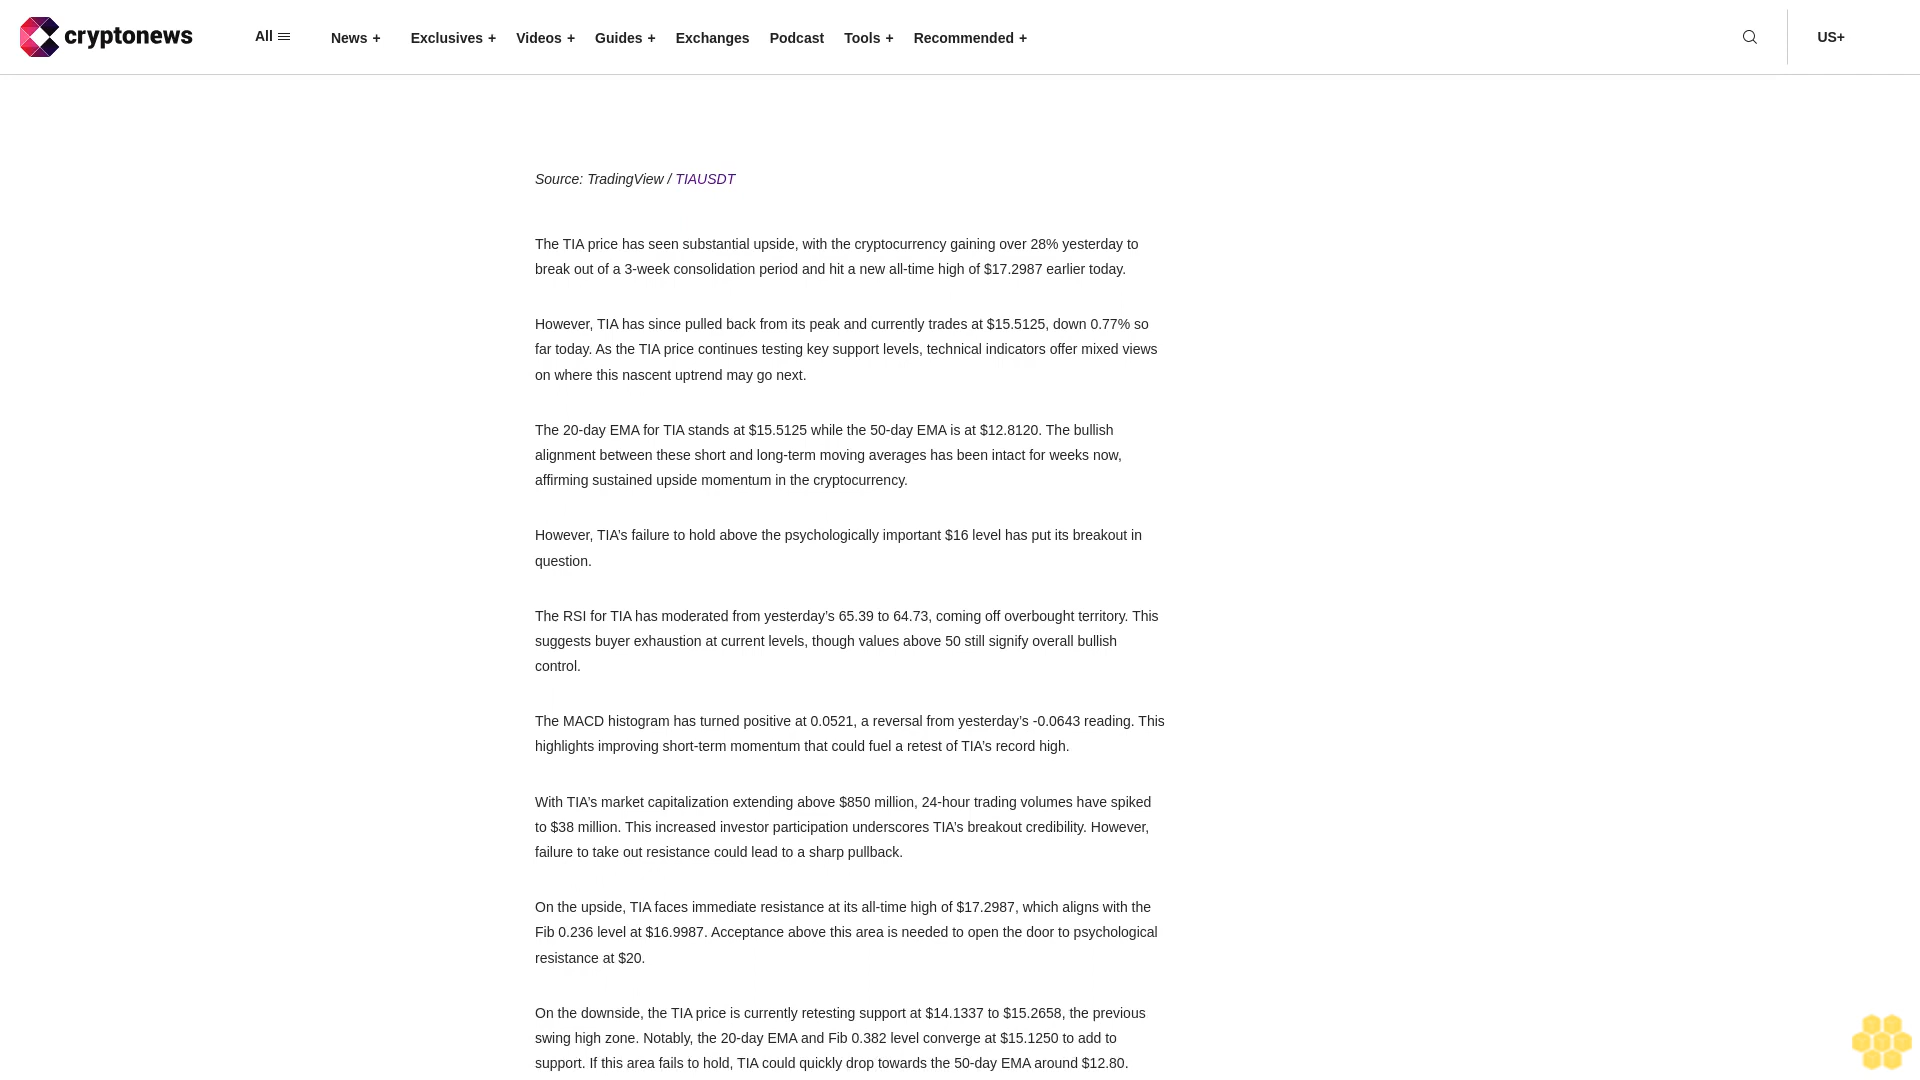 cryptonews
All
News +
Exclusives +
Videos +
Guides +
Exchanges
Podcast
Tools +
Recommended +
US+
Source: TradingView / TIAUSDT
The TIA price has seen substantial upside, with the cryptocurrency gaining over 28% yesterday to
break out of a 3-week consolidation period and hit a new all-time high of $17.2987 earlier today.
However, TIA has since pulled back from its peak and currently trades at $15.5125, down 0.77% so
far today. As the TIA price continues testing key support levels, technical indicators offer mixed views
on where this nascent uptrend may go next.
The 20-day EMA for TIA stands at $15.5125 while the 50-day EMA is at $12.8120. The bullish
alignment between these short and long-term moving averages has been intact for weeks now,
affirming sustained upside momentum in the cryptocurrency.
However, TIA’s failure to hold above the psychologically important $16 level has put its breakout in
question.
The RSI for TIA has moderated from yesterday’s 65.39 to 64.73, coming off overbought territory. This
suggests buyer exhaustion at current levels, though values above 50 still signify overall bullish
control.
The MACD histogram has turned positive at 0.0521, a reversal from yesterday’s -0.0643 reading. This
highlights improving short-term momentum that could fuel a retest of TIA’s record high.
With TIA’s market capitalization extending above $850 million, 24-hour trading volumes have spiked
to $38 million. This increased investor participation underscores TIA’s breakout credibility. However,
failure to take out resistance could lead to a sharp pullback.
On the upside, TIA faces immediate resistance at its all-time high of $17.2987, which aligns with the
Fib 0.236 level at $16.9987. Acceptance above this area is needed to open the door to psychological
resistance at $20.
On the downside, the TIA price is currently retesting support at $14.1337 to $15.2658, the previous
swing high zone. Notably, the 20-day EMA and Fib 0.382 level converge at $15.1250 to add to
support. If this area fails to hold, TIA could quickly drop towards the 50-day EMA around $12.80.